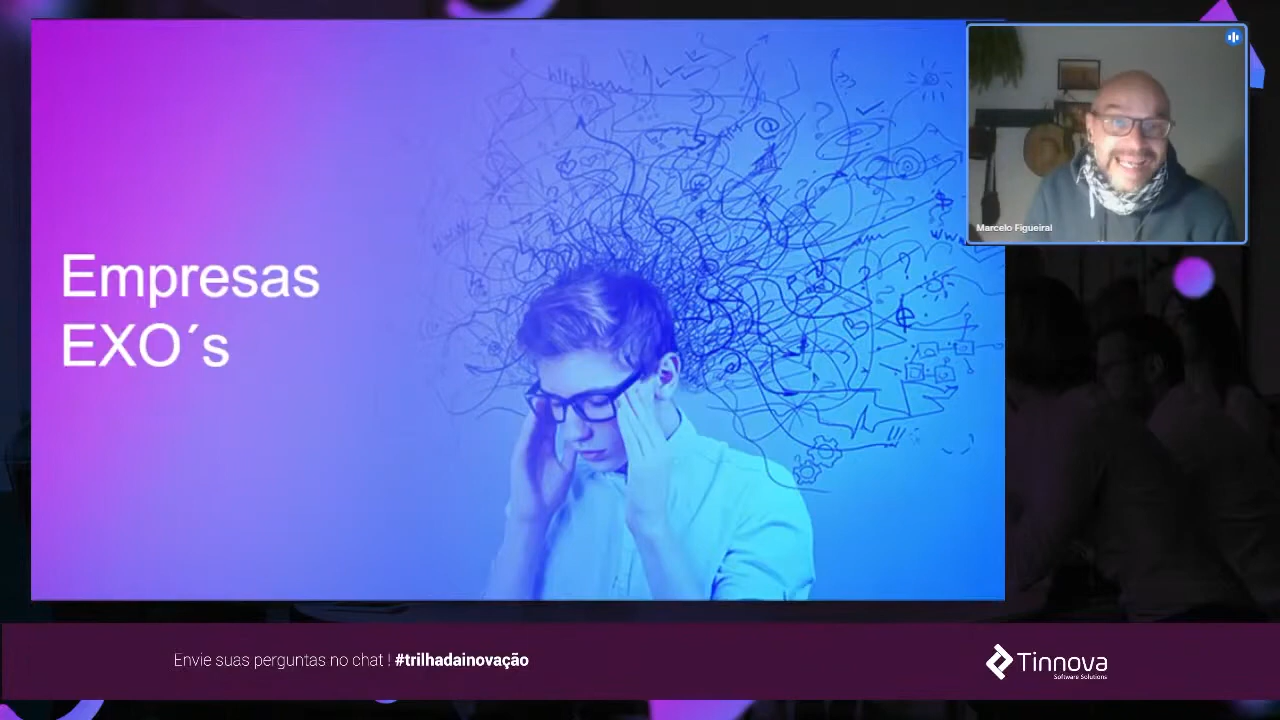 Empresas
EXO´s
Marcelo Figueiral
Envie suas perguntas no chat ! #trilhadainovação
Tinnova
Software Solutions